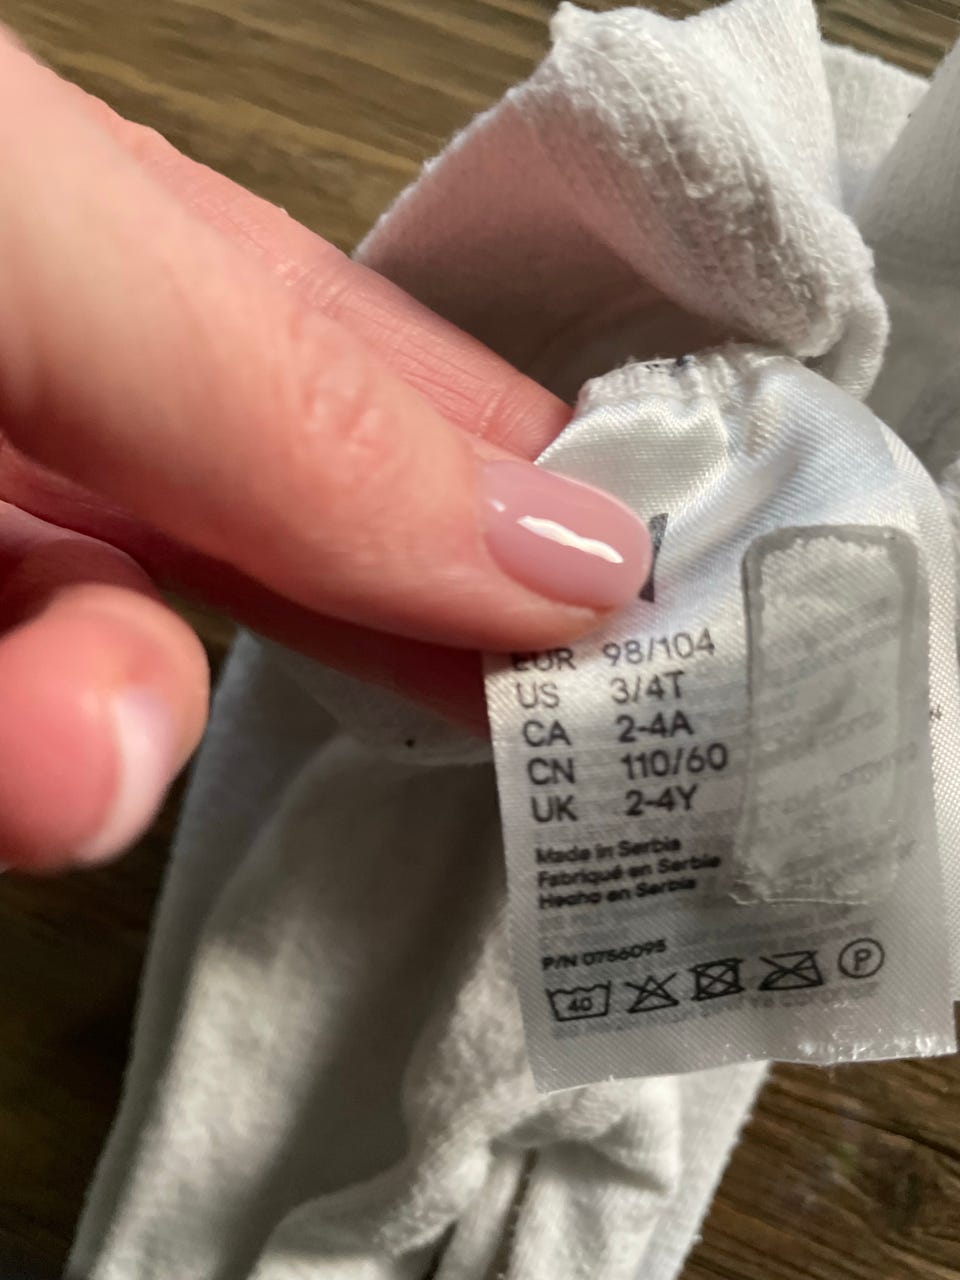 EUR 98/104
US 3/4T
CA 2-4A
CN 110/60
UK 2-4Y
Made in Serbia
Fabriqué en Serbie
Hecho en Serbia
P/N 0756095
40
P